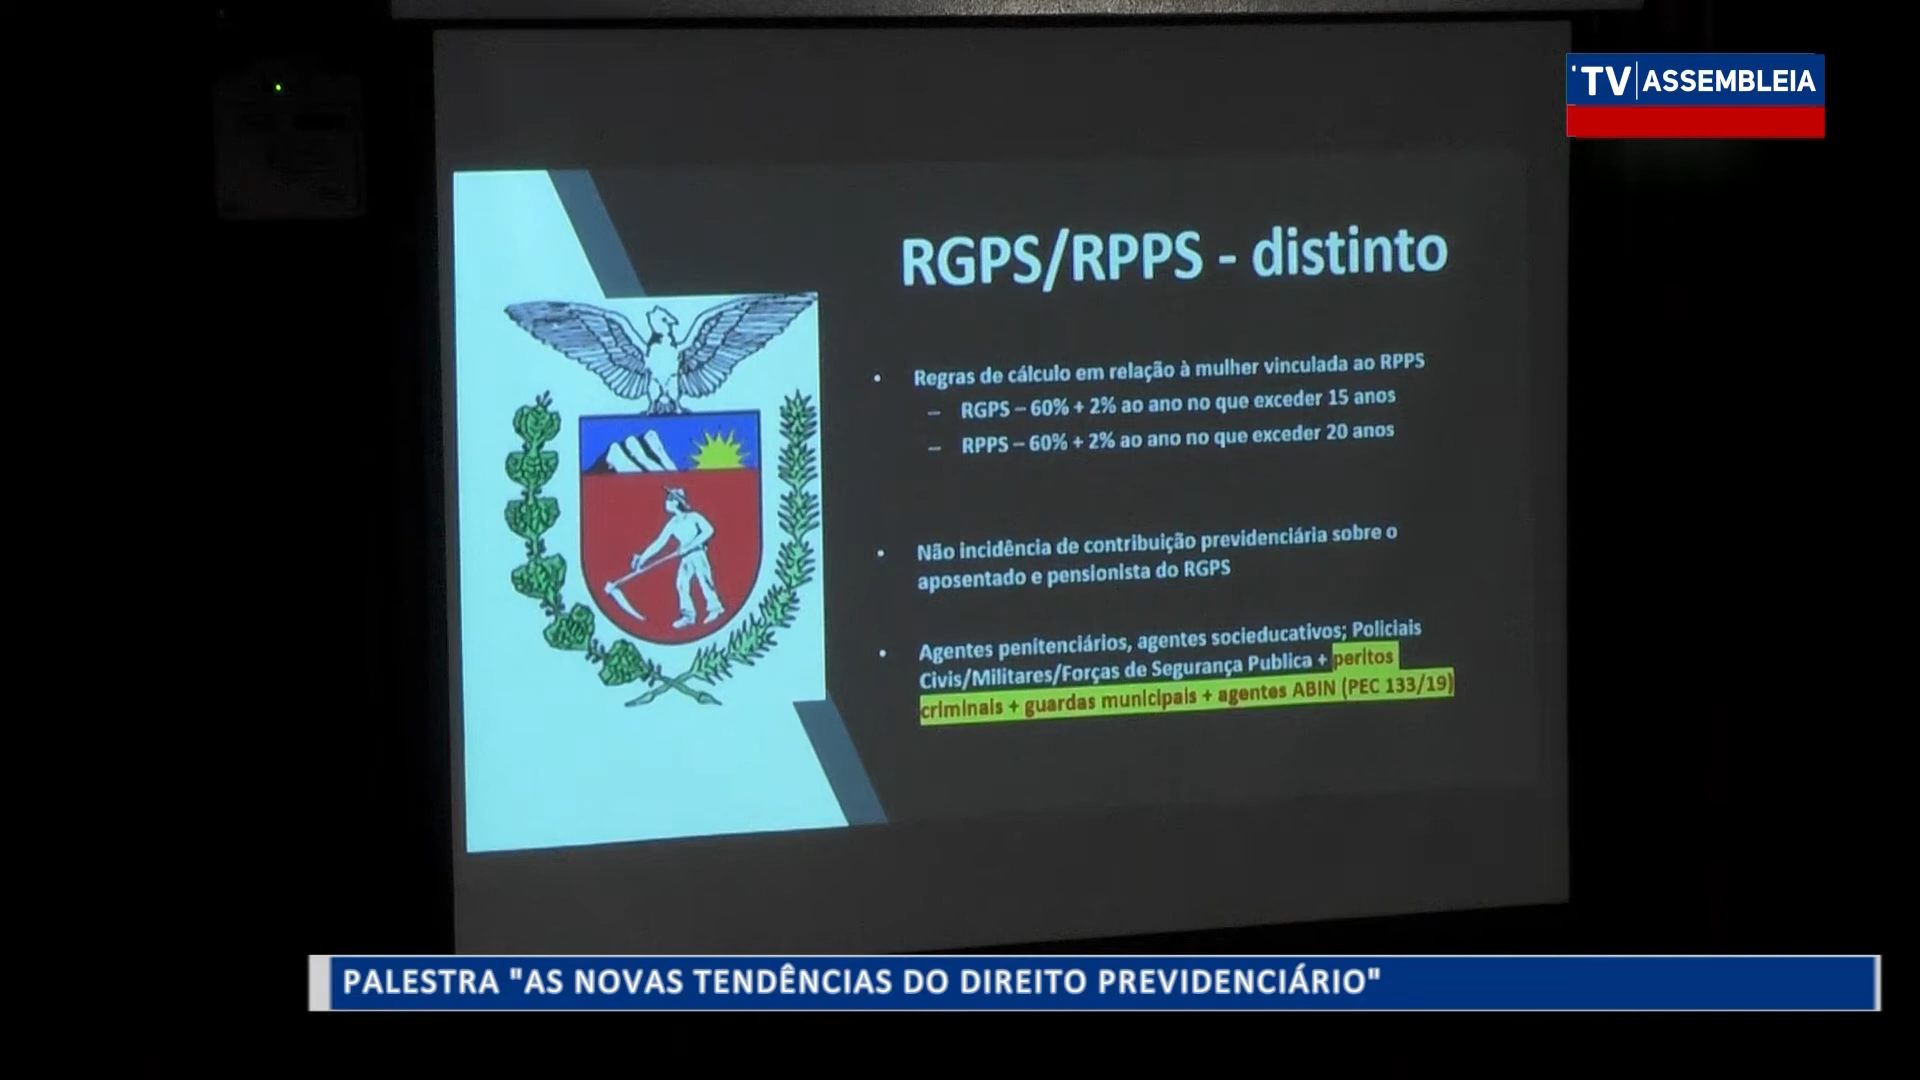 TV ASSEMBLEIA
RGPS/RPPS - distinto
• Regras de cálculo em relação à mulher vinculada ao RPPS
– RGPS – 60% + 2% ao ano no que exceder 15 anos
– RPPS – 60% + 2% ao ano no que exceder 20 anos
• Não incidência de contribuição previdenciária sobre o
aposentado e pensionista do RGPS
• Agentes penitenciários, agentes socieducativos; Policiais
Civis/Militares/Forças de Segurança Publica + peritos
criminais + guardas municipais + agentes ABIN (PEC 133/19)
PALESTRA "AS NOVAS TENDÊNCIAS DO DIREITO PREVIDENCIÁRIO"